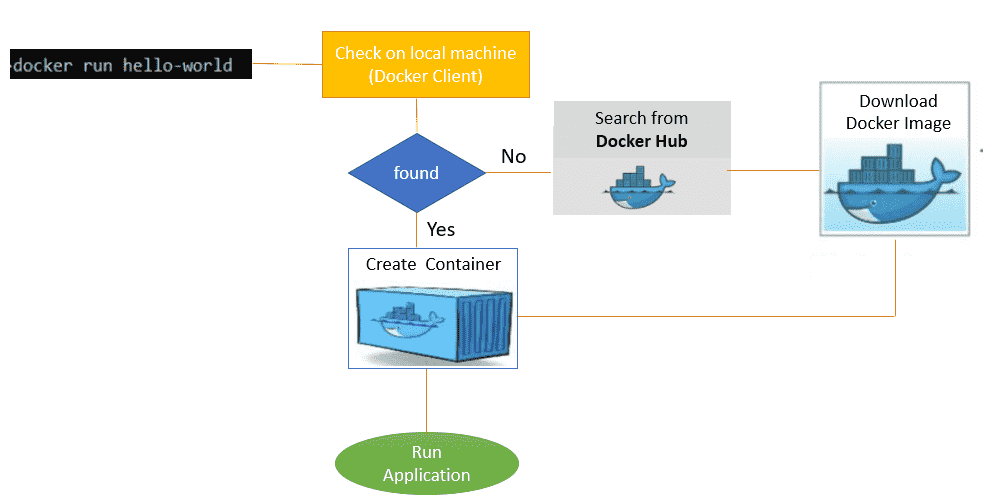 docker run hello-world
Check on local machine
(Docker Client)
found
No
Search from
Docker Hub
Download
Docker Image
Yes
Create Container
Run
Application